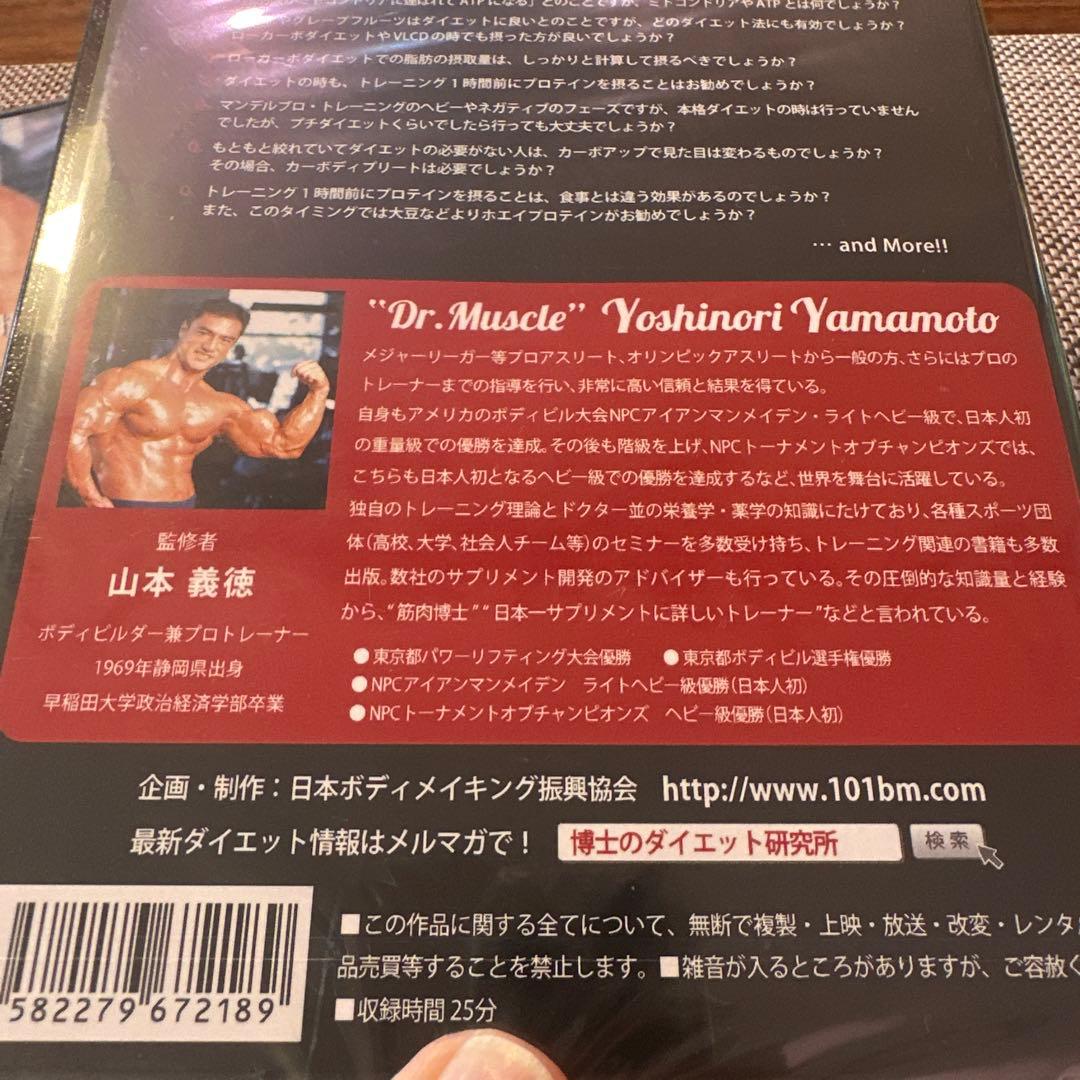 ミトコンドリアに運ばれてATPになる」とのことですが、ミトコンドリアやATPとは何でしょうか？
やグレープフルーツはダイエットに良いとのことですが、どのダイエット法にも有効でしょうか？
ローカーボダイエットやVLCDの時でも摂った方が良いでしょうか？
ローカーボダイエットでの脂肪の摂取量は、しっかりと計算して摂るべきでしょうか？
ダイエットの時も、トレーニング1時間前にプロテインを摂ることはお勧めでしょうか？
マンデルブロ・トレーニングのヘビーやネガティブのフェーズですが、本格ダイエットの時は行っていません
でしたが、プチダイエットくらいでしたら行っても大丈夫でしょうか？
Q. もともと絞れていてダイエットの必要がない人は、カーボアップで見た目は変わるものでしょうか？
その場合、カーボディプリートは必要でしょうか？
Q. トレーニング1時間前にプロテインを摂ることは、食事とは違う効果があるのでしょうか？
また、このタイミングでは大豆などよりホエイプロテインがお勧めでしょうか？
… and More!!
“Dr.Muscle” Yoshinori Yamamoto
メジャーリーガー等プロアスリート、オリンピックアスリートから一般の方、さらにはプロの
トレーナーまでの指導を行い、非常に高い信頼と結果を得ている。
自身もアメリカのボディビル大会NPCアイアンマンメイデン・ライトヘビー級で、日本人初
の重量級での優勝を達成。その後も階級を上げ、NPCトーナメントオブチャンピオンズでは、
こちらも日本人初となるヘビー級での優勝を達成するなど、世界を舞台に活躍している。
独自のトレーニング理論とドクター並の栄養学・薬学の知識にたけており、各種スポーツ団
体(高校、大学、社会人チーム等)のセミナーを多数受け持ち、トレーニング関連の書籍も多数
出版。数社のサプリメント開発のアドバイザーも行っている。その圧倒的な知識量と経験
から、“筋肉博士”“日本一サプリメントに詳しいトレーナー”などと言われている。
●東京都パワーリフティング大会優勝 ●東京都ボディビル選手権優勝
●NPCアイアンマンメイデン ライトヘビー級優勝(日本人初)
●NPCトーナメントオブチャンピオンズ ヘビー級優勝(日本人初)
監修者
山本 義徳
ボディビルダー兼プロトレーナー
1969年静岡県出身
早稲田大学政治経済学部卒業
企画・制作：日本ボディメイキング振興協会 http://www.101bm.com
最新ダイエット情報はメルマガで！ 博士のダイエット研究所 検索
■この作品に関する全てについて、無断で複製・上映・放送・改変・レンタ
品売買等することを禁止します。■雑音が入るところがありますが、ご容赦く
■収録時間 25分
582279 672189